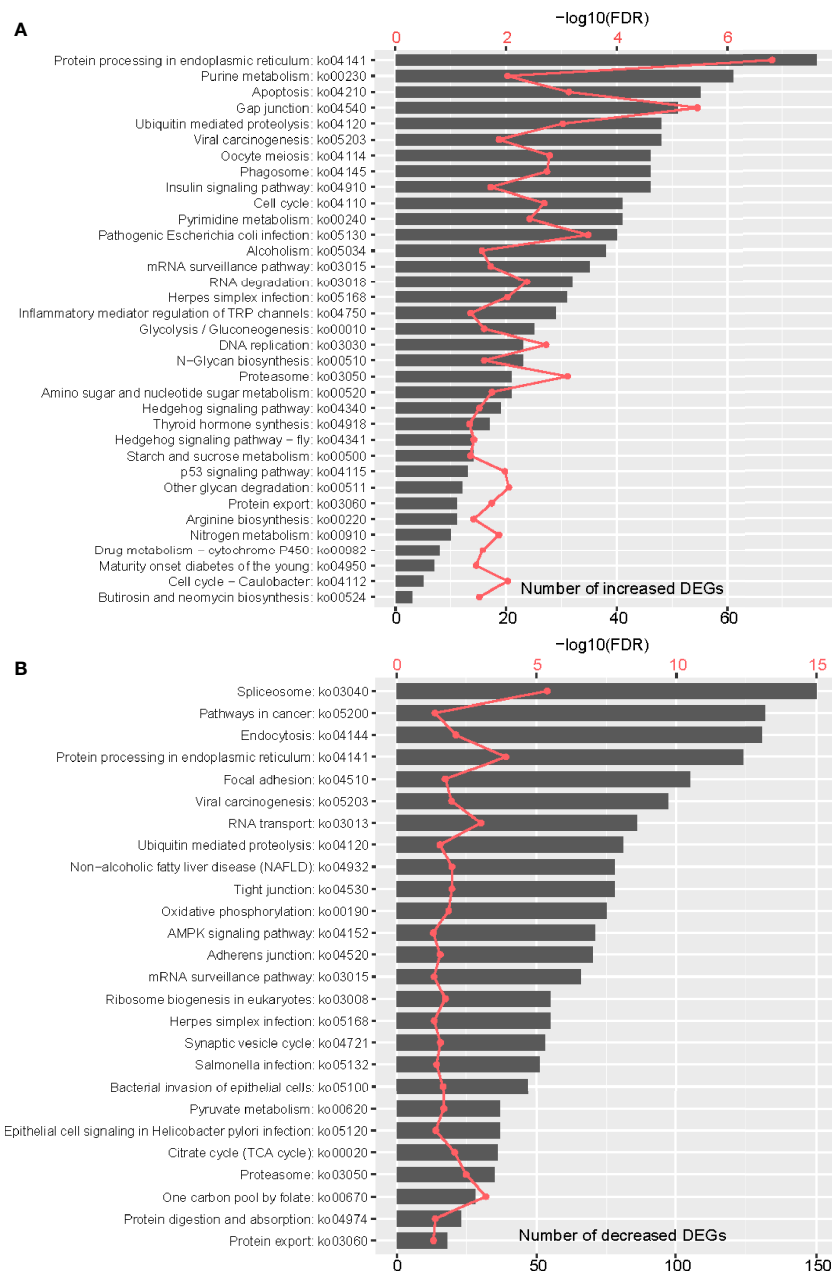 A
−log10(FDR)
0 2 4 6
Protein processing in endoplasmic reticulum: ko04141
Purine metabolism: ko00230
Apoptosis: ko04210
Gap junction: ko04540
Ubiquitin mediated proteolysis: ko04120
Viral carcinogenesis: ko05203
Oocyte meiosis: ko04114
Phagosome: ko04145
Insulin signaling pathway: ko04910
Cell cycle: ko04110
Pyrimidine metabolism: ko00240
Pathogenic Escherichia coli infection: ko05130
Alcoholism: ko05034
mRNA surveillance pathway: ko03015
RNA degradation: ko03018
Herpes simplex infection: ko05168
Inflammatory mediator regulation of TRP channels: ko04750
Glycolysis / Gluconeogenesis: ko00010
DNA replication: ko03030
N−Glycan biosynthesis: ko00510
Proteasome: ko03050
Amino sugar and nucleotide sugar metabolism: ko00520
Hedgehog signaling pathway: ko04340
Thyroid hormone synthesis: ko04918
Hedgehog signaling pathway − fly: ko04341
Starch and sucrose metabolism: ko00500
p53 signaling pathway: ko04115
Other glycan degradation: ko00511
Protein export: ko03060
Arginine biosynthesis: ko00220
Nitrogen metabolism: ko00910
Drug metabolism − cytochrome P450: ko00982
Maturity onset diabetes of the young: ko04950
Cell cycle − Caulobacter: ko04112
Number of increased DEGs
Butirosin and neomycin biosynthesis: ko00524
0 20 40 60
B
−log10(FDR)
0 5 10 15
Spliceosome: ko03040
Pathways in cancer: ko05200
Endocytosis: ko04144
Protein processing in endoplasmic reticulum: ko04141
Focal adhesion: ko04510
Viral carcinogenesis: ko05203
RNA transport: ko03013
Ubiquitin mediated proteolysis: ko04120
Non−alcoholic fatty liver disease (NAFLD): ko04932
Tight junction: ko04530
Oxidative phosphorylation: ko00190
AMPK signaling pathway: ko04152
Adherens junction: ko04520
mRNA surveillance pathway: ko03015
Ribosome biogenesis in eukaryotes: ko03008
Herpes simplex infection: ko05168
Synaptic vesicle cycle: ko04721
Salmonella infection: ko05132
Bacterial invasion of epithelial cells: ko05100
Pyruvate metabolism: ko00620
Epithelial cell signaling in Helicobacter pylori infection: ko05120
Citrate cycle (TCA cycle): ko00020
Proteasome: ko03050
One carbon pool by folate: ko00670
Protein digestion and absorption: ko04974
Number of decreased DEGs
Protein export: ko03060
0 50 100 150